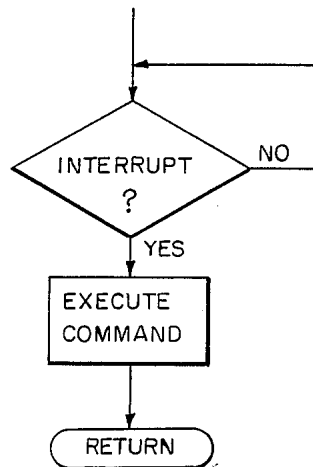 INTERRUPT
?
NO
YES
EXECUTE
COMMAND
RETURN